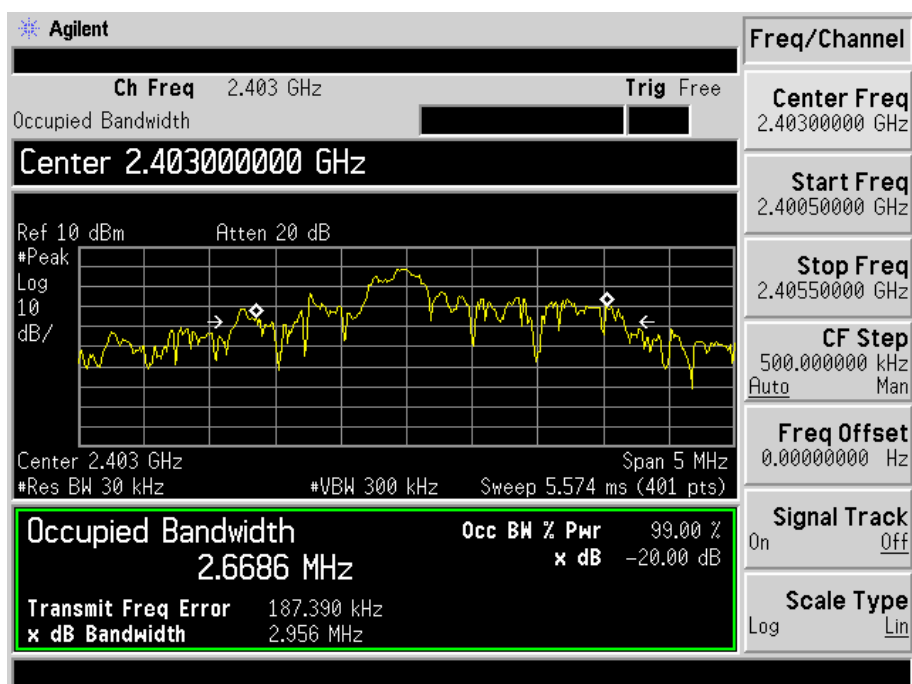 Agilent
Freq/Channel
Ch Freq 2.403 GHz Trig Free
Occupied Bandwidth
Center 2.403000000 GHz
Ref 10 dBm Atten 20 dB
#Peak
Log
10
dB/
Center 2.403 GHz Span 5 MHz
#Res BW 30 kHz #VBW 300 kHz Sweep 5.574 ms (401 pts)
Occupied Bandwidth
2.6686 MHz
Occ BW % Pwr 99.00 %
x dB -20.00 dB
Transmit Freq Error 187.390 kHz
x dB Bandwidth 2.956 MHz
Center Freq
2.40300000 GHz
Start Freq
2.40050000 GHz
Stop Freq
2.40550000 GHz
CF Step
500.000000 kHz
Auto Man
Freq Offset
0.00000000 Hz
Signal Track
On Off
Scale Type
Log Lin